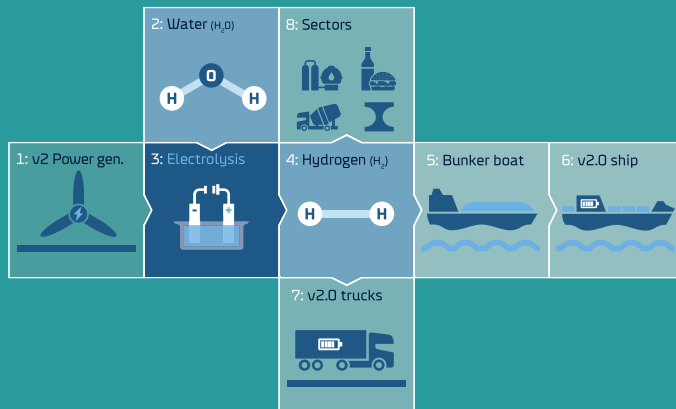 1: v2 Power gen.
2: Water (H₂O)
O
H
H
3: Electrolysis
-
+
4: Hydrogen (H₂)
H
H
5: Bunker boat
6: v2.0 ship
7: v2.0 trucks
8: Sectors